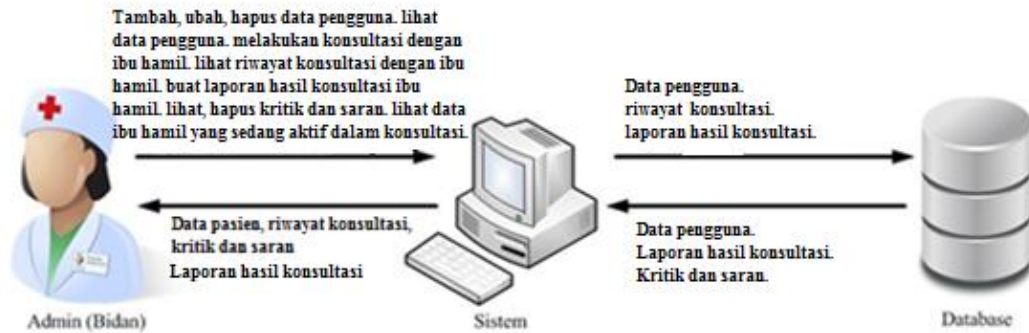 Tambah, ubah, hapus data pengguna. lihat
data pengguna. melakukan konsultasi dengan
ibu hamil. lihat riwayat konsultasi dengan ibu
hamil. buat laporan hasil konsultasi ibu
hamil. lihat, hapus kritik dan saran. lihat data
ibu hamil yang sedang aktif dalam konsultasi.
Data pengguna.
riwayat konsultasi.
laporan hasil konsultasi.
Data pasien, riwayat konsultasi,
kritik dan saran
Laporan hasil konsultasi
Data pengguna.
Laporan hasil konsultasi.
Kritik dan saran.
Admin (Bidan)
Sistem
Database